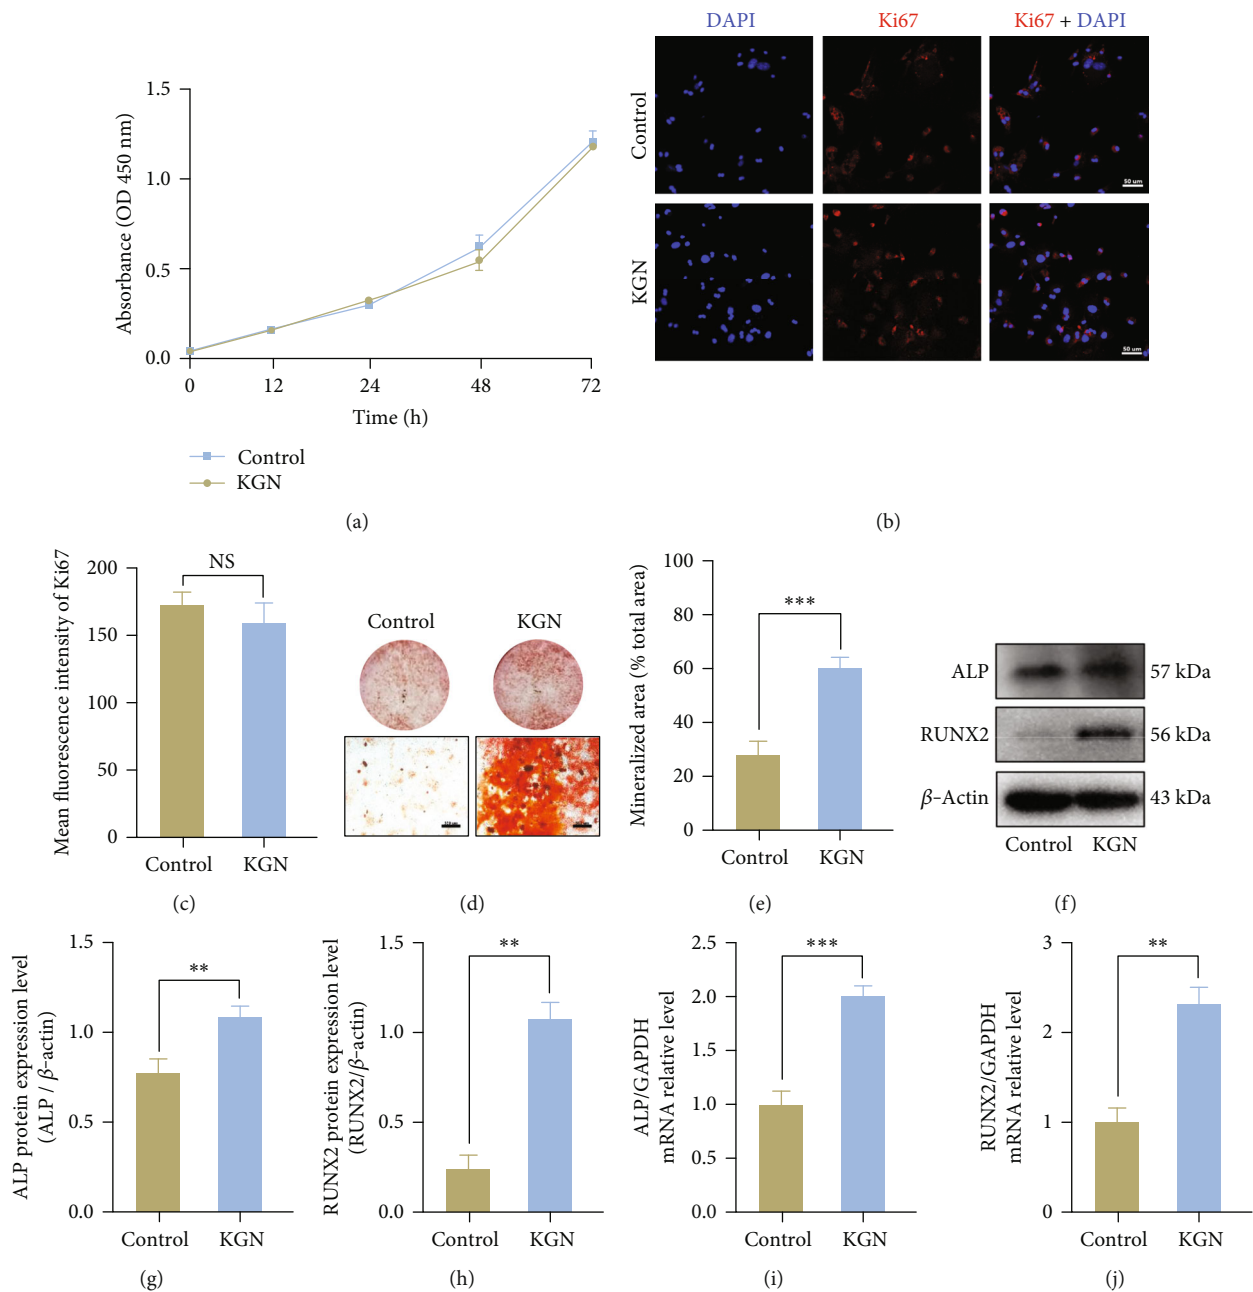 1.5
1.0
0.5
0.0
Absorbance (OD 450 nm)
0 12 24 48 72
Time (h)
Control
KGN
(a)
DAPI Ki67 Ki67 + DAPI
Control
50 um
KGN
50 um
(b)
Mean fluorescence intensity of Ki67
200
150
100
50
0
NS
Control KGN
(c)
Control KGN
(d)
Mineralized area (% total area)
100
80
60
40
20
0
***
Control KGN
(e)
ALP 57 kDa
RUNX2 56 kDa
β–Actin 43 kDa
Control KGN
(f)
ALP protein expression level
(ALP / β–actin)
1.5
1.0
0.5
0.0
**
Control KGN
(g)
RUNX2 protein expression level
(RUNX2/β–actin)
1.5
1.0
0.5
0.0
**
Control KGN
(h)
ALP/GAPDH
mRNA relative level
2.5
2.0
1.5
1.0
0.5
0.0
***
Control KGN
(i)
RUNX2/GAPDH
mRNA relative level
3
2
1
0
**
Control KGN
(j)